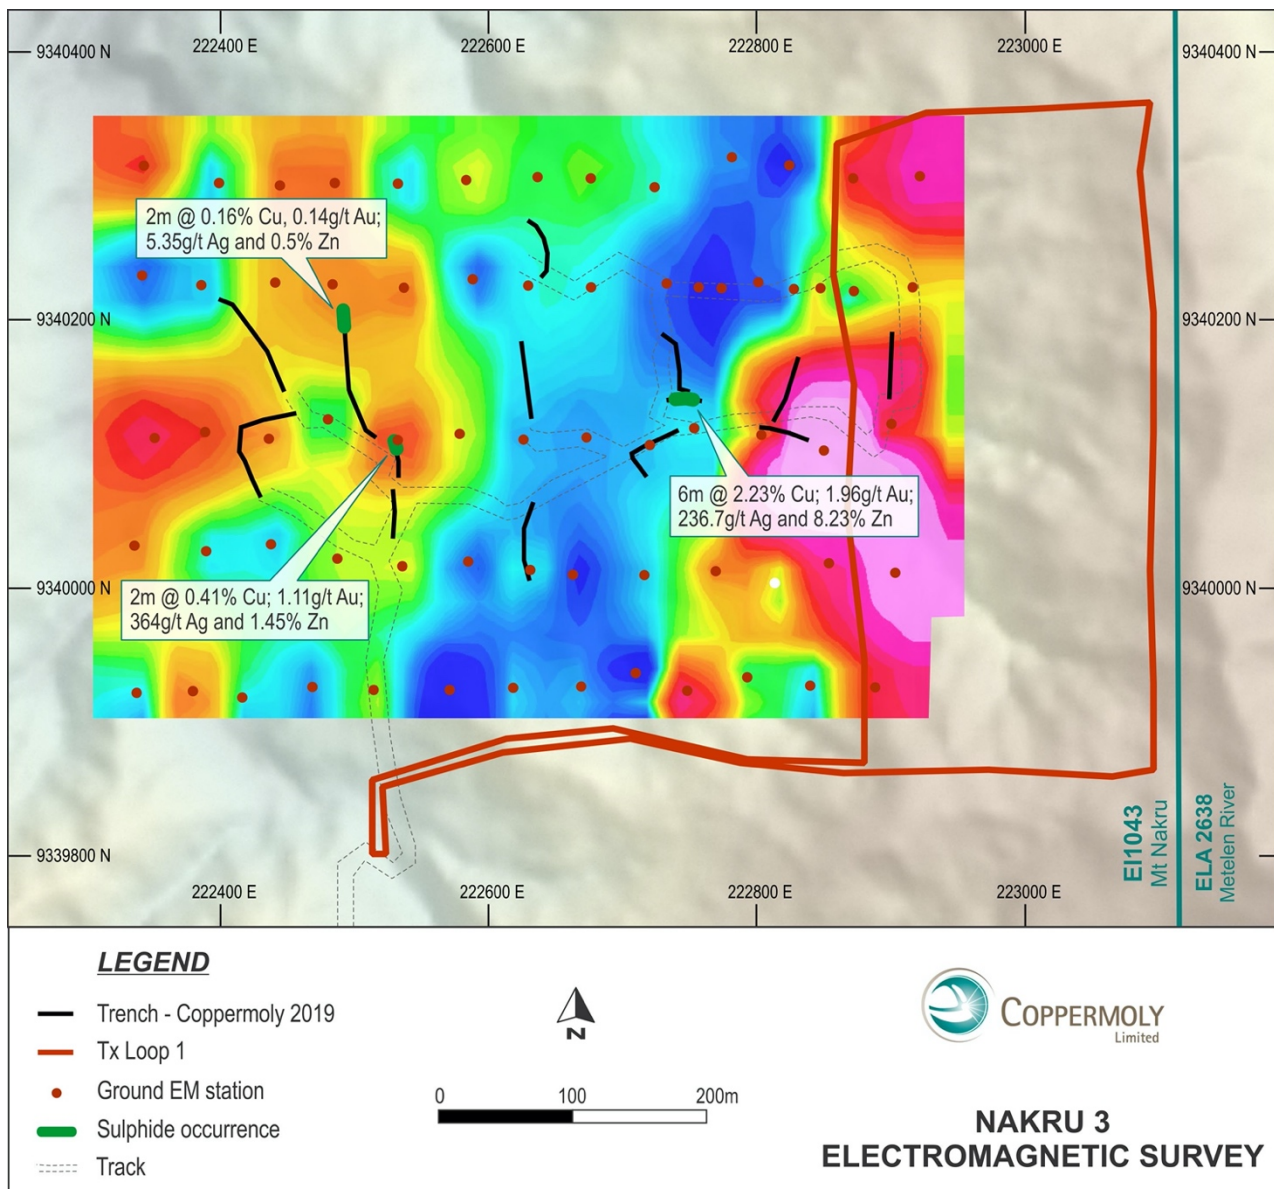 222400 E
222600 E
222800 E
223000 E
9340400 N
9340400 N
2m @ 0.16% Cu, 0.14g/t Au;
5.35g/t Ag and 0.5% Zn
9340200 N
9340200 N
6m @ 2.23% Cu; 1.96g/t Au;
236.7g/t Ag and 8.23% Zn
9340000 N
9340000 N
2m @ 0.41% Cu; 1.11g/t Au;
364g/t Ag and 1.45% Zn
EI1043
Mt Nakru
ELA 2638
Metelen River
9339800 N
222400 E
222600 E
222800 E
223000 E
LEGEND
Trench - Coppermoly 2019
Tx Loop 1
Ground EM station
Sulphide occurrence
Track
N
0 100 200m
COPPERMOLY
Limited
NAKRU 3
ELECTROMAGNETIC SURVEY